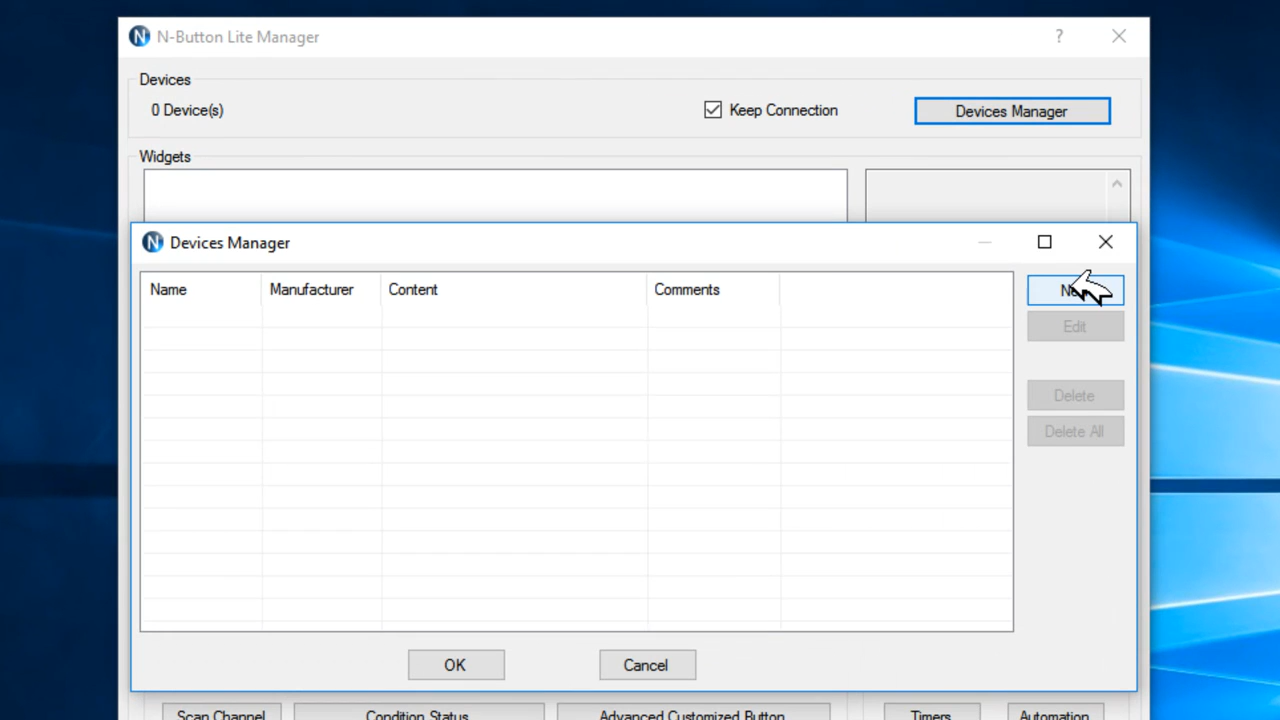 N-Button Lite Manager
Devices
0 Device(s)
Keep Connection
Devices Manager
Widgets
Devices Manager
Name
Manufacturer
Content
Comments
Edit
Delete
Delete All
OK
Cancel
Scan Channel
Condition Status
Advanced Customized Button
Timers
Automation